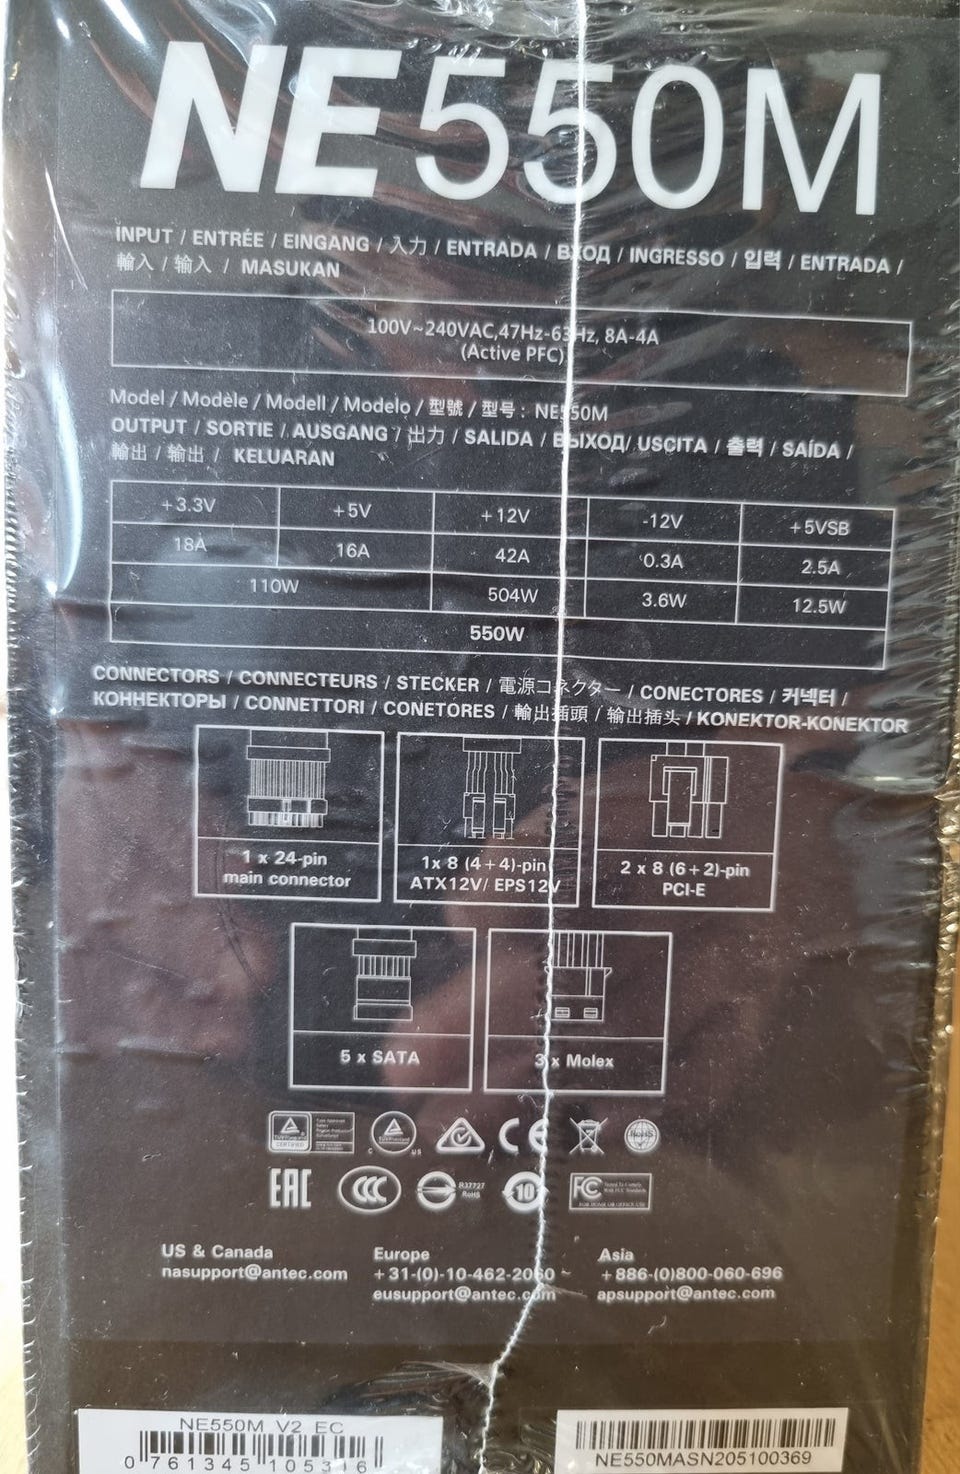 NE550M
INPUT / ENTRÉE / EINGANG / 入力 / ENTRADA / ВХОД / INGRESSO / 입력 / ENTRADA /
輸入 / 输入 / MASUKAN
100V~240VAC,47Hz-63Hz, 8A-4A
(Active PFC)
Model / Modèle / Modell / Modelo / 型號 / 型号 : NE550M
OUTPUT / SORTIE / AUSGANG / 出力 / SALIDA / ВЫХОД/ USCITA / 출력 / SAÍDA /
輸出 / 输出 / KELUARAN
+3.3V +5V +12V -12V +5VSB
18A 16A 42A 0.3A 2.5A
110W 504W 3.6W 12.5W
550W
CONNECTORS / CONNECTEURS / STECKER / 電源コネクター / CONECTORES / 커넥터 /
КОННЕКТОРЫ / CONNETTORI / CONETORES / 輸出插頭 / 输出插头 / KONEKTOR-KONEKTOR
1 x 24-pin
main connector
1x 8 (4+4)-pin
ATX12V/ EPS12V
2 x 8 (6+2)-pin
PCI-E
5 x SATA
3 x Molex
EAC CCC R37727 RoHS 10 FC
US & Canada
nasupport@antec.com
Europe
+31-(0)-10-462-2060 ~
eusupport@antec.com
Asia
+886-(0)800-060-696
apsupport@antec.com
NE550M V2 EC
0 761345 105316
NE550MASN205100369